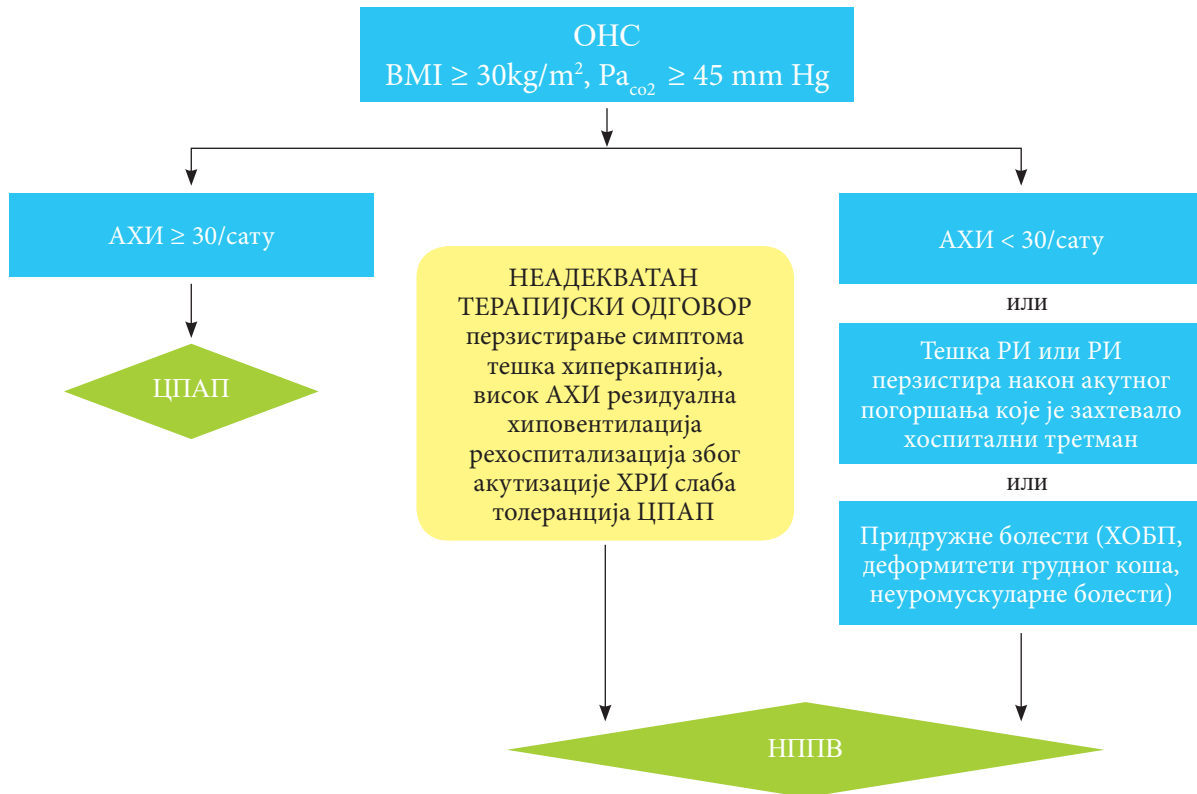 ОНС
BMI ≥ 30kg/m², Pa_co2 ≥ 45 mm Hg
АХИ ≥ 30/сату
ЦПАП
НЕАДЕКВАТАН
ТЕРАПИЈСКИ ОДГОВОР
перзистирање симптома
тешка хиперкапнија,
висок АХИ резидуална
хиповентилација
рехоспитализација због
акутизације ХРИ слаба
толеранција ЦПАП
АХИ < 30/сату
или
Тешка РИ или РИ
перзистира након акутног
погоршања које је захтевало
хоспитални третман
или
Придружне болести (ХОБП,
деформитети грудног коша,
неуромускуларне болести)
НППВ